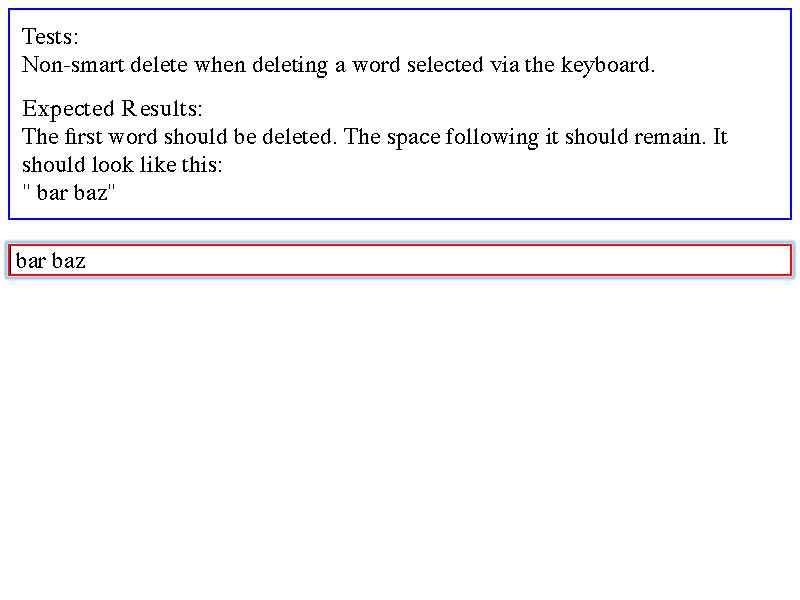 Tests:
Non-smart delete when deleting a word selected via the keyboard.
Expected Results:
The first word should be deleted. The space following it should remain. It
should look like this:
" bar baz"
bar baz